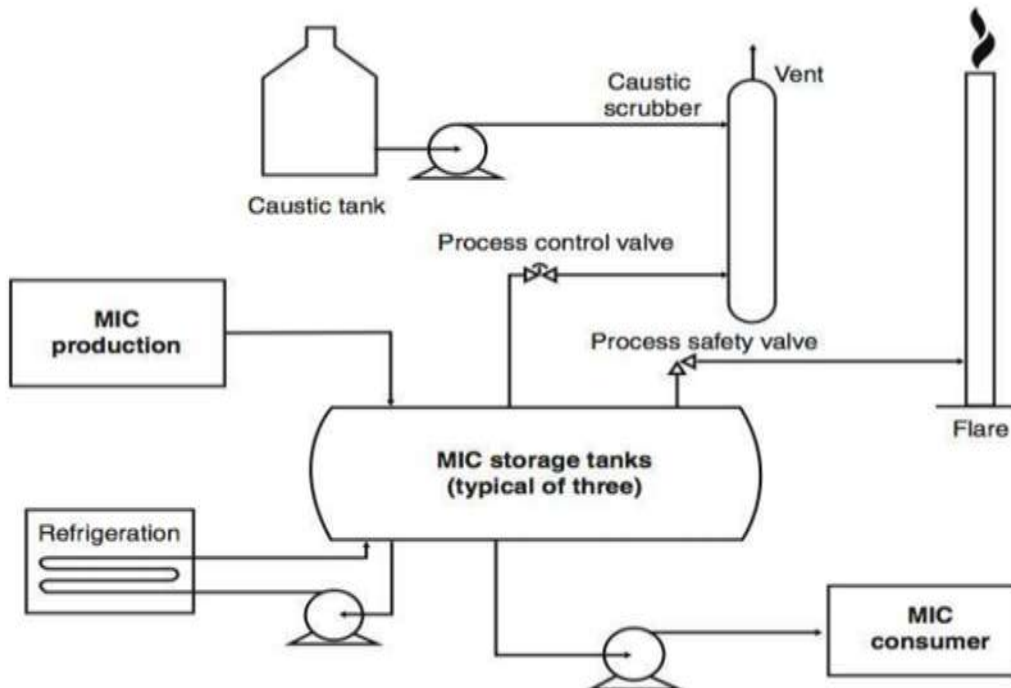 Caustic
scrubber
Vent
Caustic tank
Process control valve
MIC
production
Process safety valve
Flare
MIC storage tanks
(typical of three)
Refrigeration
MIC
consumer